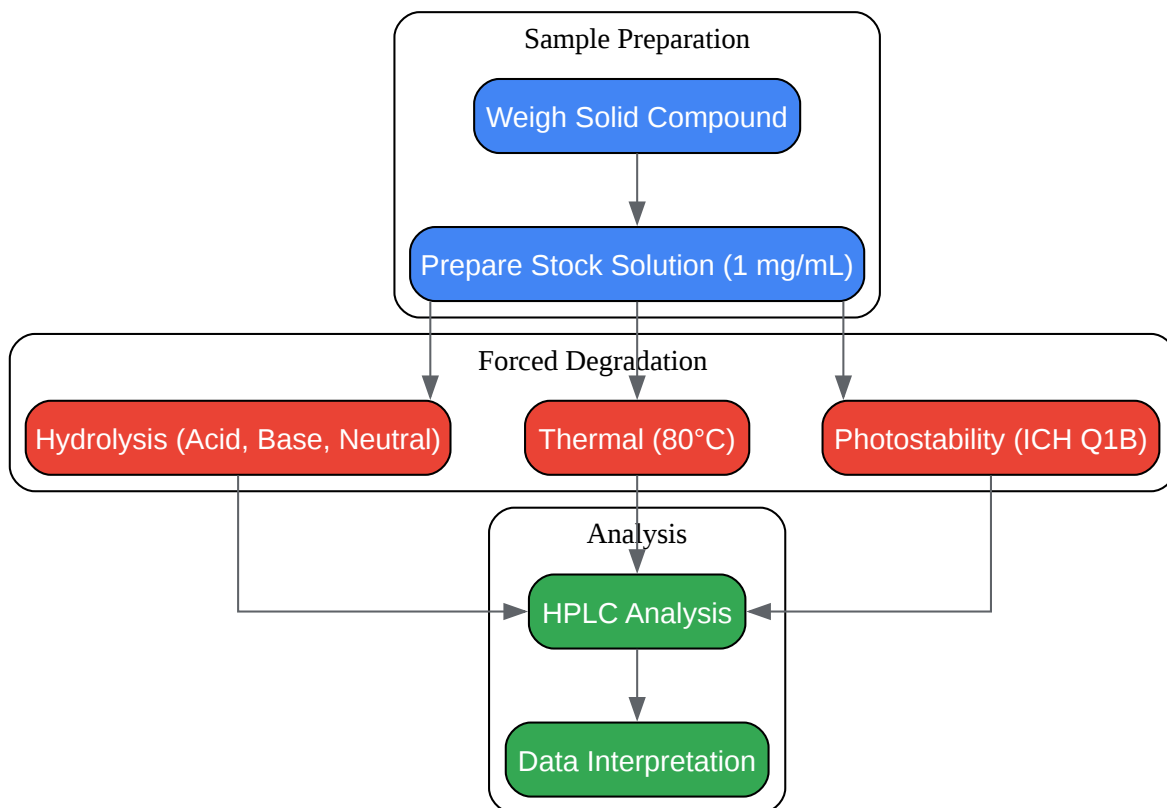 Sample Preparation
Weigh Solid Compound
Prepare Stock Solution (1 mg/mL)
Forced Degradation
Hydrolysis (Acid, Base, Neutral)
Thermal (80°C)
Photostability (ICH Q1B)
Analysis
HPLC Analysis
Data Interpretation